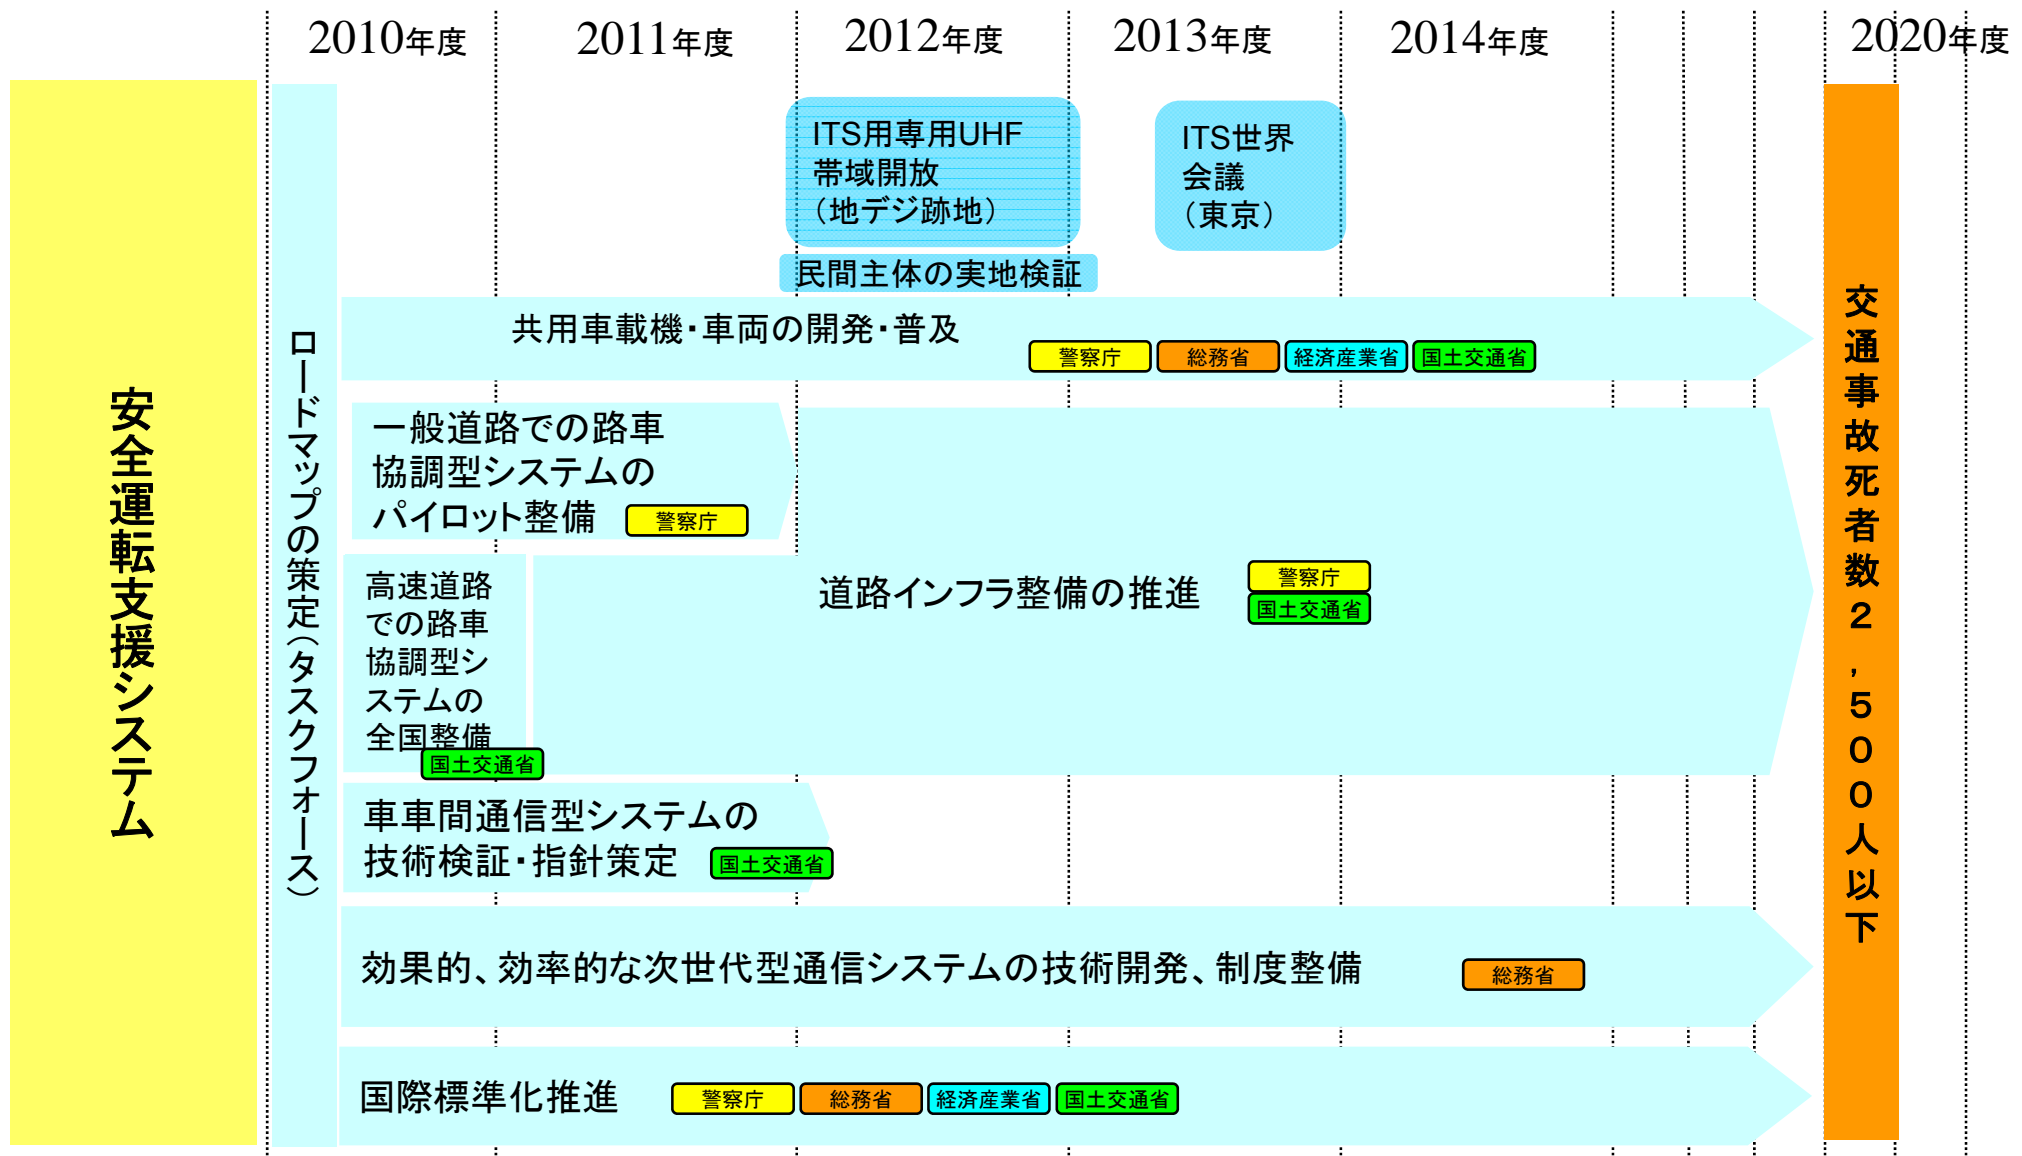 2010年度
2011年度
2012年度
2013年度
2014年度
2020年度
安全運転支援システム
ロードマップの策定（タスクフォース）
ITS用専用UHF
帯域開放
（地デジ跡地）
ITS世界
会議
（東京）
民間主体の実地検証
共用車載機・車両の開発・普及
警察庁
総務省
経済産業省
国土交通省
一般道路での路車
協調型システムの
パイロット整備
警察庁
高速道路
での路車
協調型シ
ステムの
全国整備
国土交通省
道路インフラ整備の推進
警察庁
国土交通省
車車間通信型システムの
技術検証・指針策定
国土交通省
効果的、効率的な次世代型通信システムの技術開発、制度整備
総務省
国際標準化推進
警察庁
総務省
経済産業省
国土交通省
交通事故死者数２，５００人以下